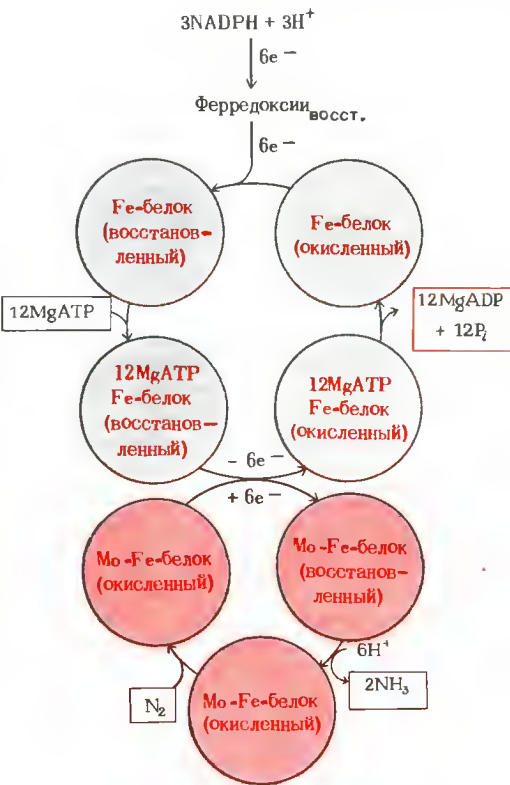 3NADPH + 3H⁺
6e⁻
Ферредоксии восст.
6e⁻
Fe-белок
(восстанов-
ленный)
Fe-белок
(окисленный)
12MgATP
12MgADP
+ 12Pᵢ
12MgATP
Fe-белок
(восстанов-
ленный)
12MgATP
Fe-белок
(окисленный)
- 6e⁻
+ 6e⁻
Mo-Fe-белок
(окисленный)
Mo-Fe-белок
(восстанов-
ленный)
6H⁺
2NH₃
N₂
Mo-Fe-белок
(окисленный)